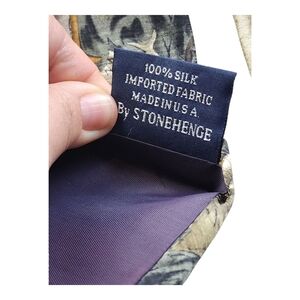 100% SILK
IMPORTED FABRIC
MADE IN U.S.A.
By STONEHENGE